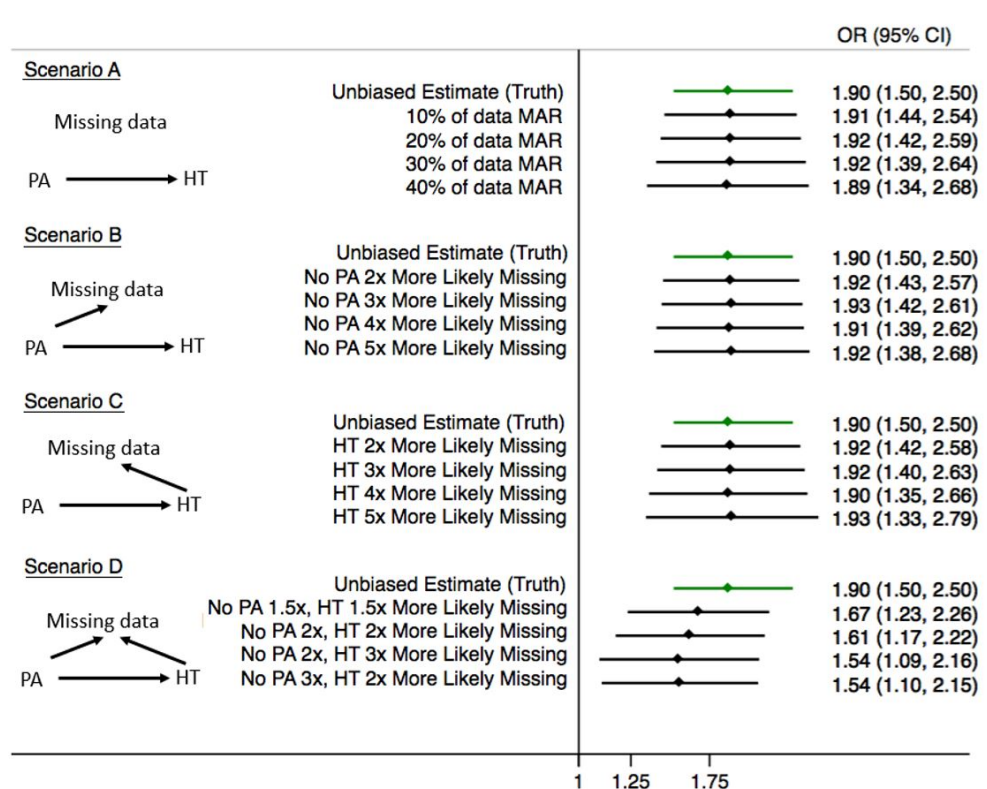 OR (95% CI)
Scenario A
Unbiased Estimate (Truth) 1.90 (1.50, 2.50)
Missing data
10% of data MAR 1.91 (1.44, 2.54)
20% of data MAR 1.92 (1.42, 2.59)
30% of data MAR 1.92 (1.39, 2.64)
PA HT
40% of data MAR 1.89 (1.34, 2.68)
Scenario B
Unbiased Estimate (Truth) 1.90 (1.50, 2.50)
No PA 2x More Likely Missing 1.92 (1.43, 2.57)
Missing data
No PA 3x More Likely Missing 1.93 (1.42, 2.61)
No PA 4x More Likely Missing 1.91 (1.39, 2.62)
PA HT
No PA 5x More Likely Missing 1.92 (1.38, 2.68)
Scenario C
Unbiased Estimate (Truth) 1.90 (1.50, 2.50)
Missing data
HT 2x More Likely Missing 1.92 (1.42, 2.58)
HT 3x More Likely Missing 1.92 (1.40, 2.63)
HT 4x More Likely Missing 1.90 (1.35, 2.66)
PA HT
HT 5x More Likely Missing 1.93 (1.33, 2.79)
Scenario D
Unbiased Estimate (Truth) 1.90 (1.50, 2.50)
No PA 1.5x, HT 1.5x More Likely Missing 1.67 (1.23, 2.26)
Missing data
No PA 2x, HT 2x More Likely Missing 1.61 (1.17, 2.22)
No PA 2x, HT 3x More Likely Missing 1.54 (1.09, 2.16)
PA HT
No PA 3x, HT 2x More Likely Missing 1.54 (1.10, 2.15)
1 1.25 1.75